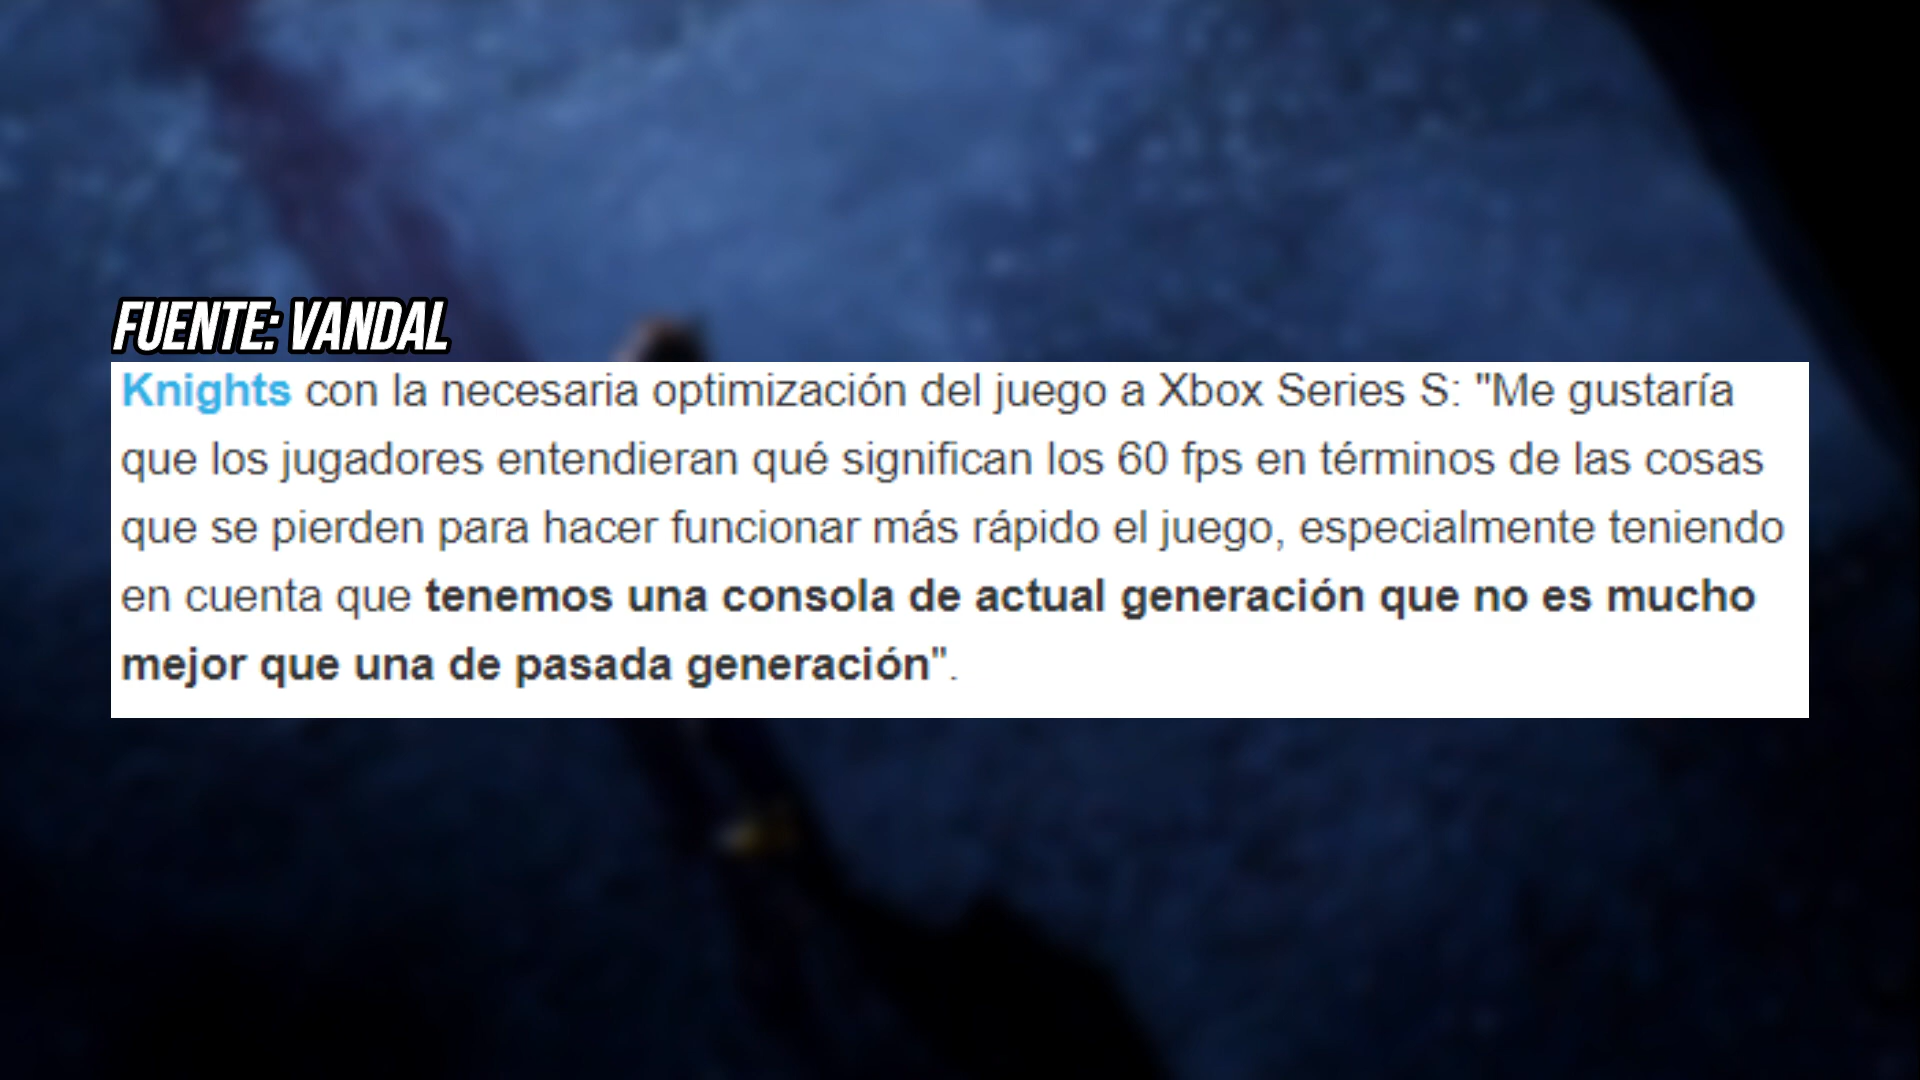 FUENTE: VANDAL
Knights con la necesaria optimización del juego a Xbox Series S: "Me gustaría
que los jugadores entendieran qué significan los 60 fps en términos de las cosas
que se pierden para hacer funcionar más rápido el juego, especialmente teniendo
en cuenta que tenemos una consola de actual generación que no es mucho
mejor que una de pasada generación".